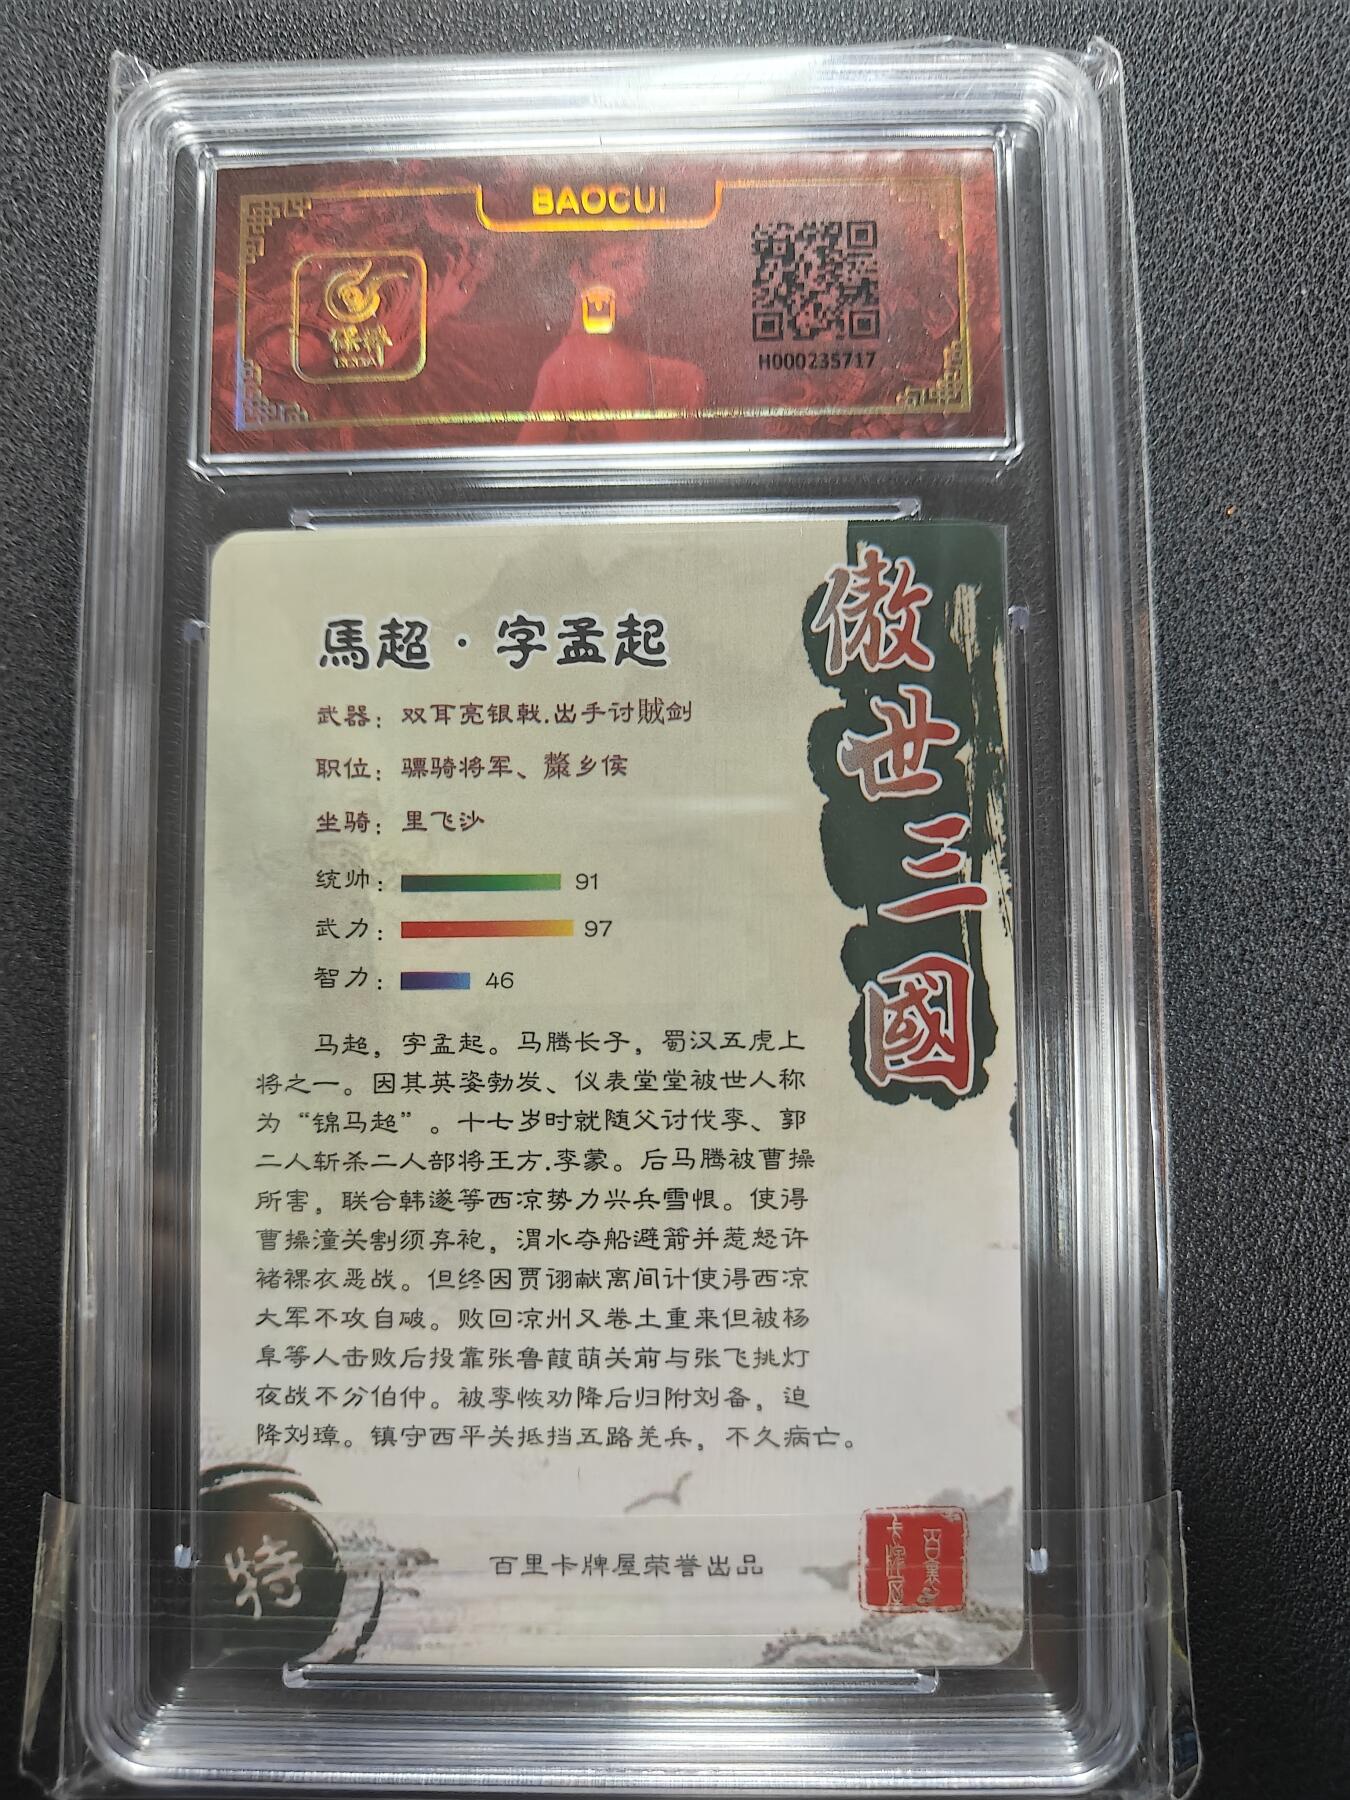 BAOCUI
保粹
H000235717
傲世三國
馬超·字孟起
武器：双耳亮银戟.出手讨賊剑
职位：骠骑将军、斄乡侯
坐骑：里飞沙
统帅： 91
武力： 97
智力： 46
马超，字孟起。马腾长子，蜀汉五虎上
将之一。因其英姿勃发、仪表堂堂被世人称
为“锦马超”。十七岁时就随父讨伐李、郭
二人斩杀二人部将王方.李蒙。后马腾被曹操
所害，联合韩遂等西凉势力兴兵雪恨。使得
曹操潼关割须弃袍，渭水夺船避箭并惹怒许
褚裸衣恶战。但终因贾诩献离间计使得西凉
大军不攻自破。败回凉州又卷土重来但被杨
阜等人击败后投靠张鲁葭萌关前与张飞挑灯
夜战不分伯仲。被李恢劝降后归附刘备，迫
降刘璋。镇守西平关抵挡五路羌兵，不久病亡。
特
百里卡牌屋荣誉出品
百里
卡牌屋